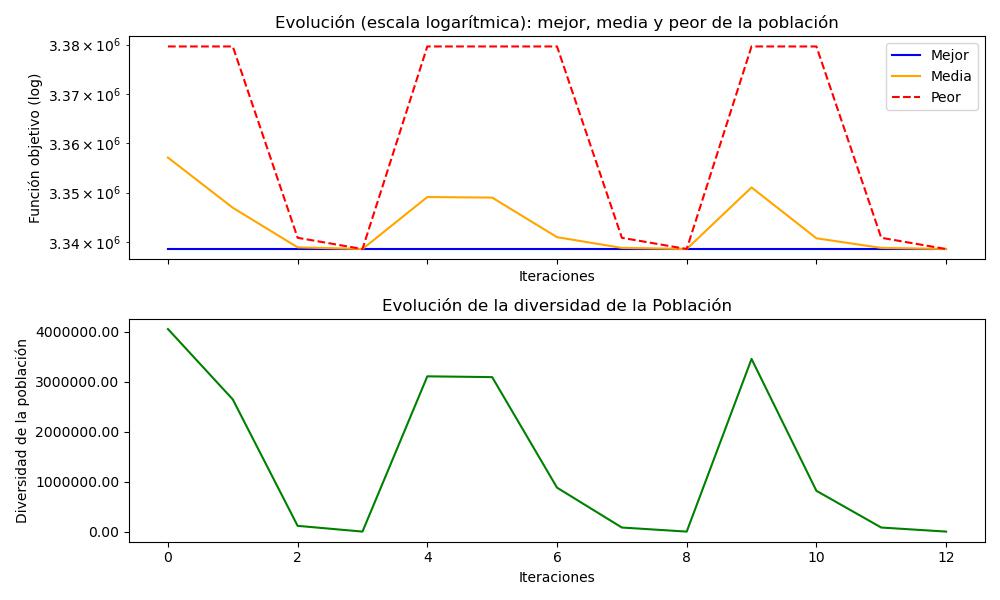 Evolución (escala logarítmica): mejor, media y peor de la población
Función objetivo (log)
3.38 × 10⁶
3.37 × 10⁶
3.36 × 10⁶
3.35 × 10⁶
3.34 × 10⁶
Mejor
Media
Peor
Iteraciones
Evolución de la diversidad de la Población
Diversidad de la población
4000000.00
3000000.00
2000000.00
1000000.00
0.00
0 2 4 6 8 10 12
Iteraciones